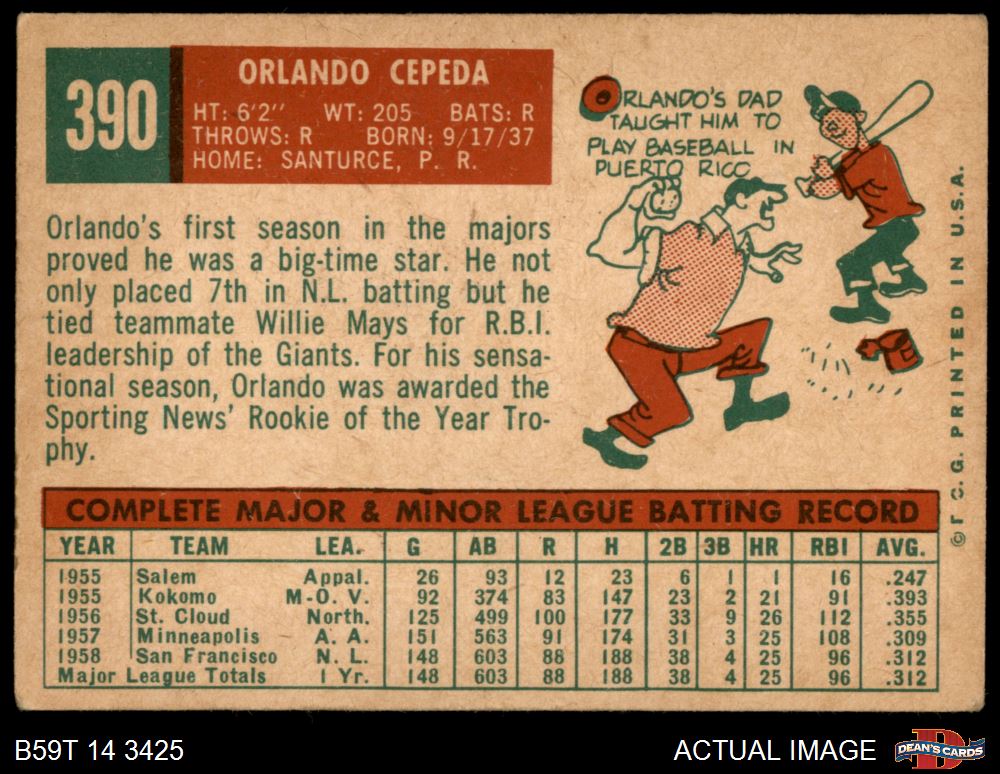 390
ORLANDO CEPEDA
HT: 6'2" WT: 205 BATS: R
THROWS: R BORN: 9/17/37
HOME: SANTURCE, P. R.
ORLANDO'S DAD
TAUGHT HIM TO
PLAY BASEBALL IN
PUERTO RICO
Orlando's first season in the majors
proved he was a big-time star. He not
only placed 7th in N.L. batting but he
tied teammate Willie Mays for R.B.I.
leadership of the Giants. For his sensa-
tional season, Orlando was awarded the
Sporting News' Rookie of the Year Tro-
phy.
©T. C. G. PRINTED IN U.S.A.
COMPLETE MAJOR & MINOR LEAGUE BATTING RECORD
YEAR TEAM LEA. G AB R H 2B 3B HR RBI AVG.
1955 Salem Appal. 26 93 12 23 6 1 1 16 .247
1955 Kokomo M-O. V. 92 374 83 147 23 2 21 91 .393
1956 St. Cloud North. 125 499 100 177 33 9 26 112 .355
1957 Minneapolis A. A. 151 563 91 174 31 3 25 108 .309
1958 San Francisco N. L. 148 603 88 188 38 4 25 96 .312
Major League Totals 1 Yr. 148 603 88 188 38 4 25 96 .312
B59T 14 3425
ACTUAL IMAGE
D
DEAN'S CARDS